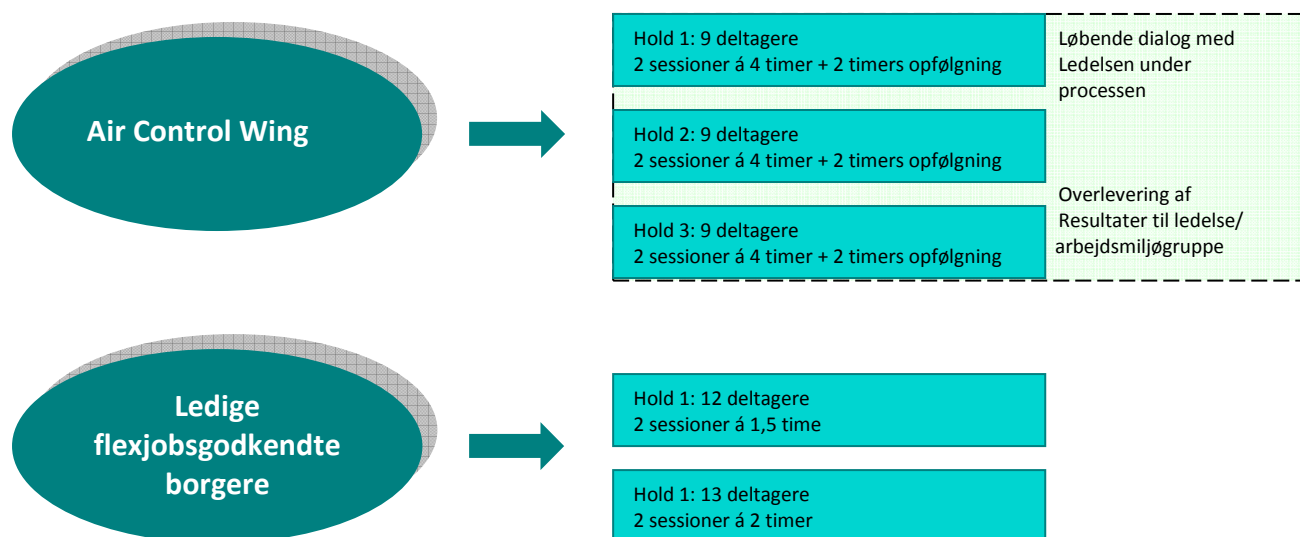 Air Control Wing
Hold 1: 9 deltagere
2 sessioner á 4 timer + 2 timers opfølgning
Hold 2: 9 deltagere
2 sessioner á 4 timer + 2 timers opfølgning
Hold 3: 9 deltagere
2 sessioner á 4 timer + 2 timers opfølgning
Løbende dialog med
Ledelsen under
processen
Overlevering af
Resultater til ledelse/
arbejdsmiljøgruppe
Ledige
flexjobsgodkendte
borgere
Hold 1: 12 deltagere
2 sessioner á 1,5 time
Hold 1: 13 deltagere
2 sessioner á 2 timer